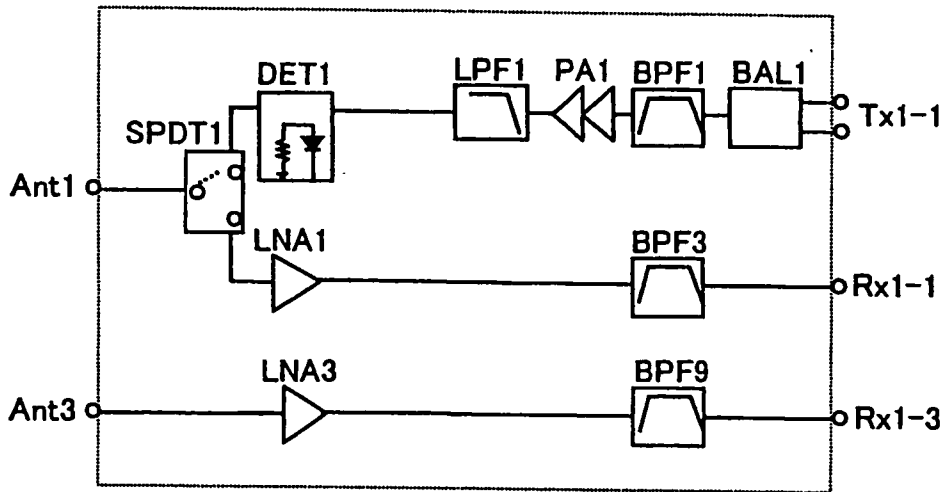 DET1
LPF1 PA1 BPF1 BAL1
SPDT1
Tx1-1
Ant1
LNA1
BPF3
Rx1-1
LNA3
BPF9
Ant3
Rx1-3